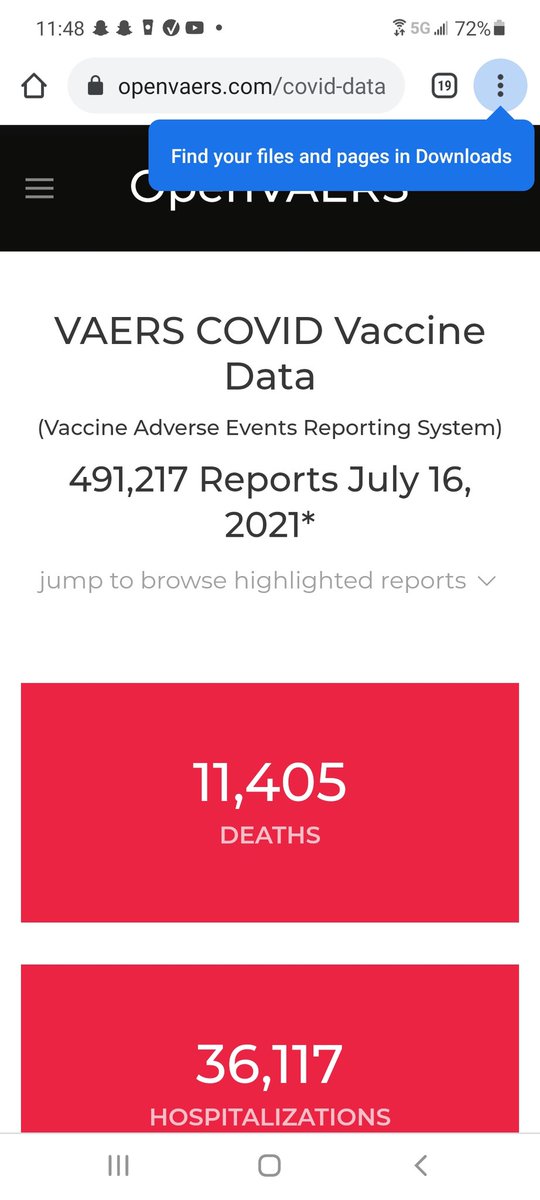 11:48 5G 72%
openvaers.com/covid-data 19
Find your files and pages in Downloads
OpenVAERS
VAERS COVID Vaccine
Data
(Vaccine Adverse Events Reporting System)
491,217 Reports July 16,
2021*
jump to browse highlighted reports
11,405
DEATHS
36,117
HOSPITALIZATIONS